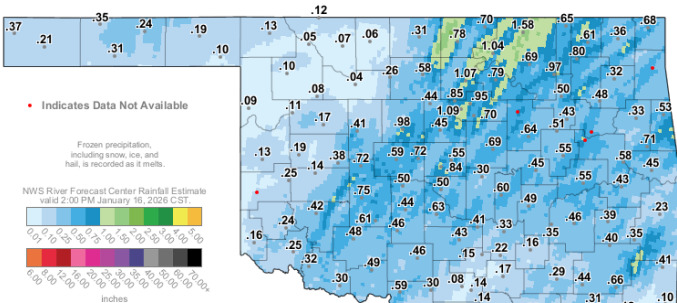 .12
.37 .35 .24 .19 .13 .31 .70 1.58 .65 .68
.21 .31 .10 .05 .07 .06 .78 1.04 .69 .80 .61 .36
.10 .04 .26 .58 1.07 .79 .97 .32
.09 .08 .44 .85 .95 .50 .48
• Indicates Data Not Available
.11 .17 .41 .98 1.09 .45 .70 .64 .51 .43 .33 .53
Frozen precipitation,
including snow, ice, and
hail, is recorded as it melts.
.13 .19 .38 .72 .59 .72 .55 .69 .55 .58 .71
.25 .14 .84 .30 .45 .45
NWS River Forecast Center Rainfall Estimate
valid 2:00 PM January 16, 2026 CST.
.75 .50 .50 .60 .55 .43
.42 .44 .63 .49 .23
.24 .61 .46 .41 .33 .46 .39
.16 .48 .43 .35 .35
.25 .46 .15 .22 .16 .40
.32 .49 .17 .29 .44 .41
.30 .59 .30 .08 .14 .66 .10
.14 .31
0.01 0.10 0.25 0.50 0.75 1.00 1.50 2.00 2.50 3.00 4.00 5.00
6.00 8.00 12.00 16.00 20.00 25.00 30.00 35.00 40.00 50.00 60.00 70.00+
inches